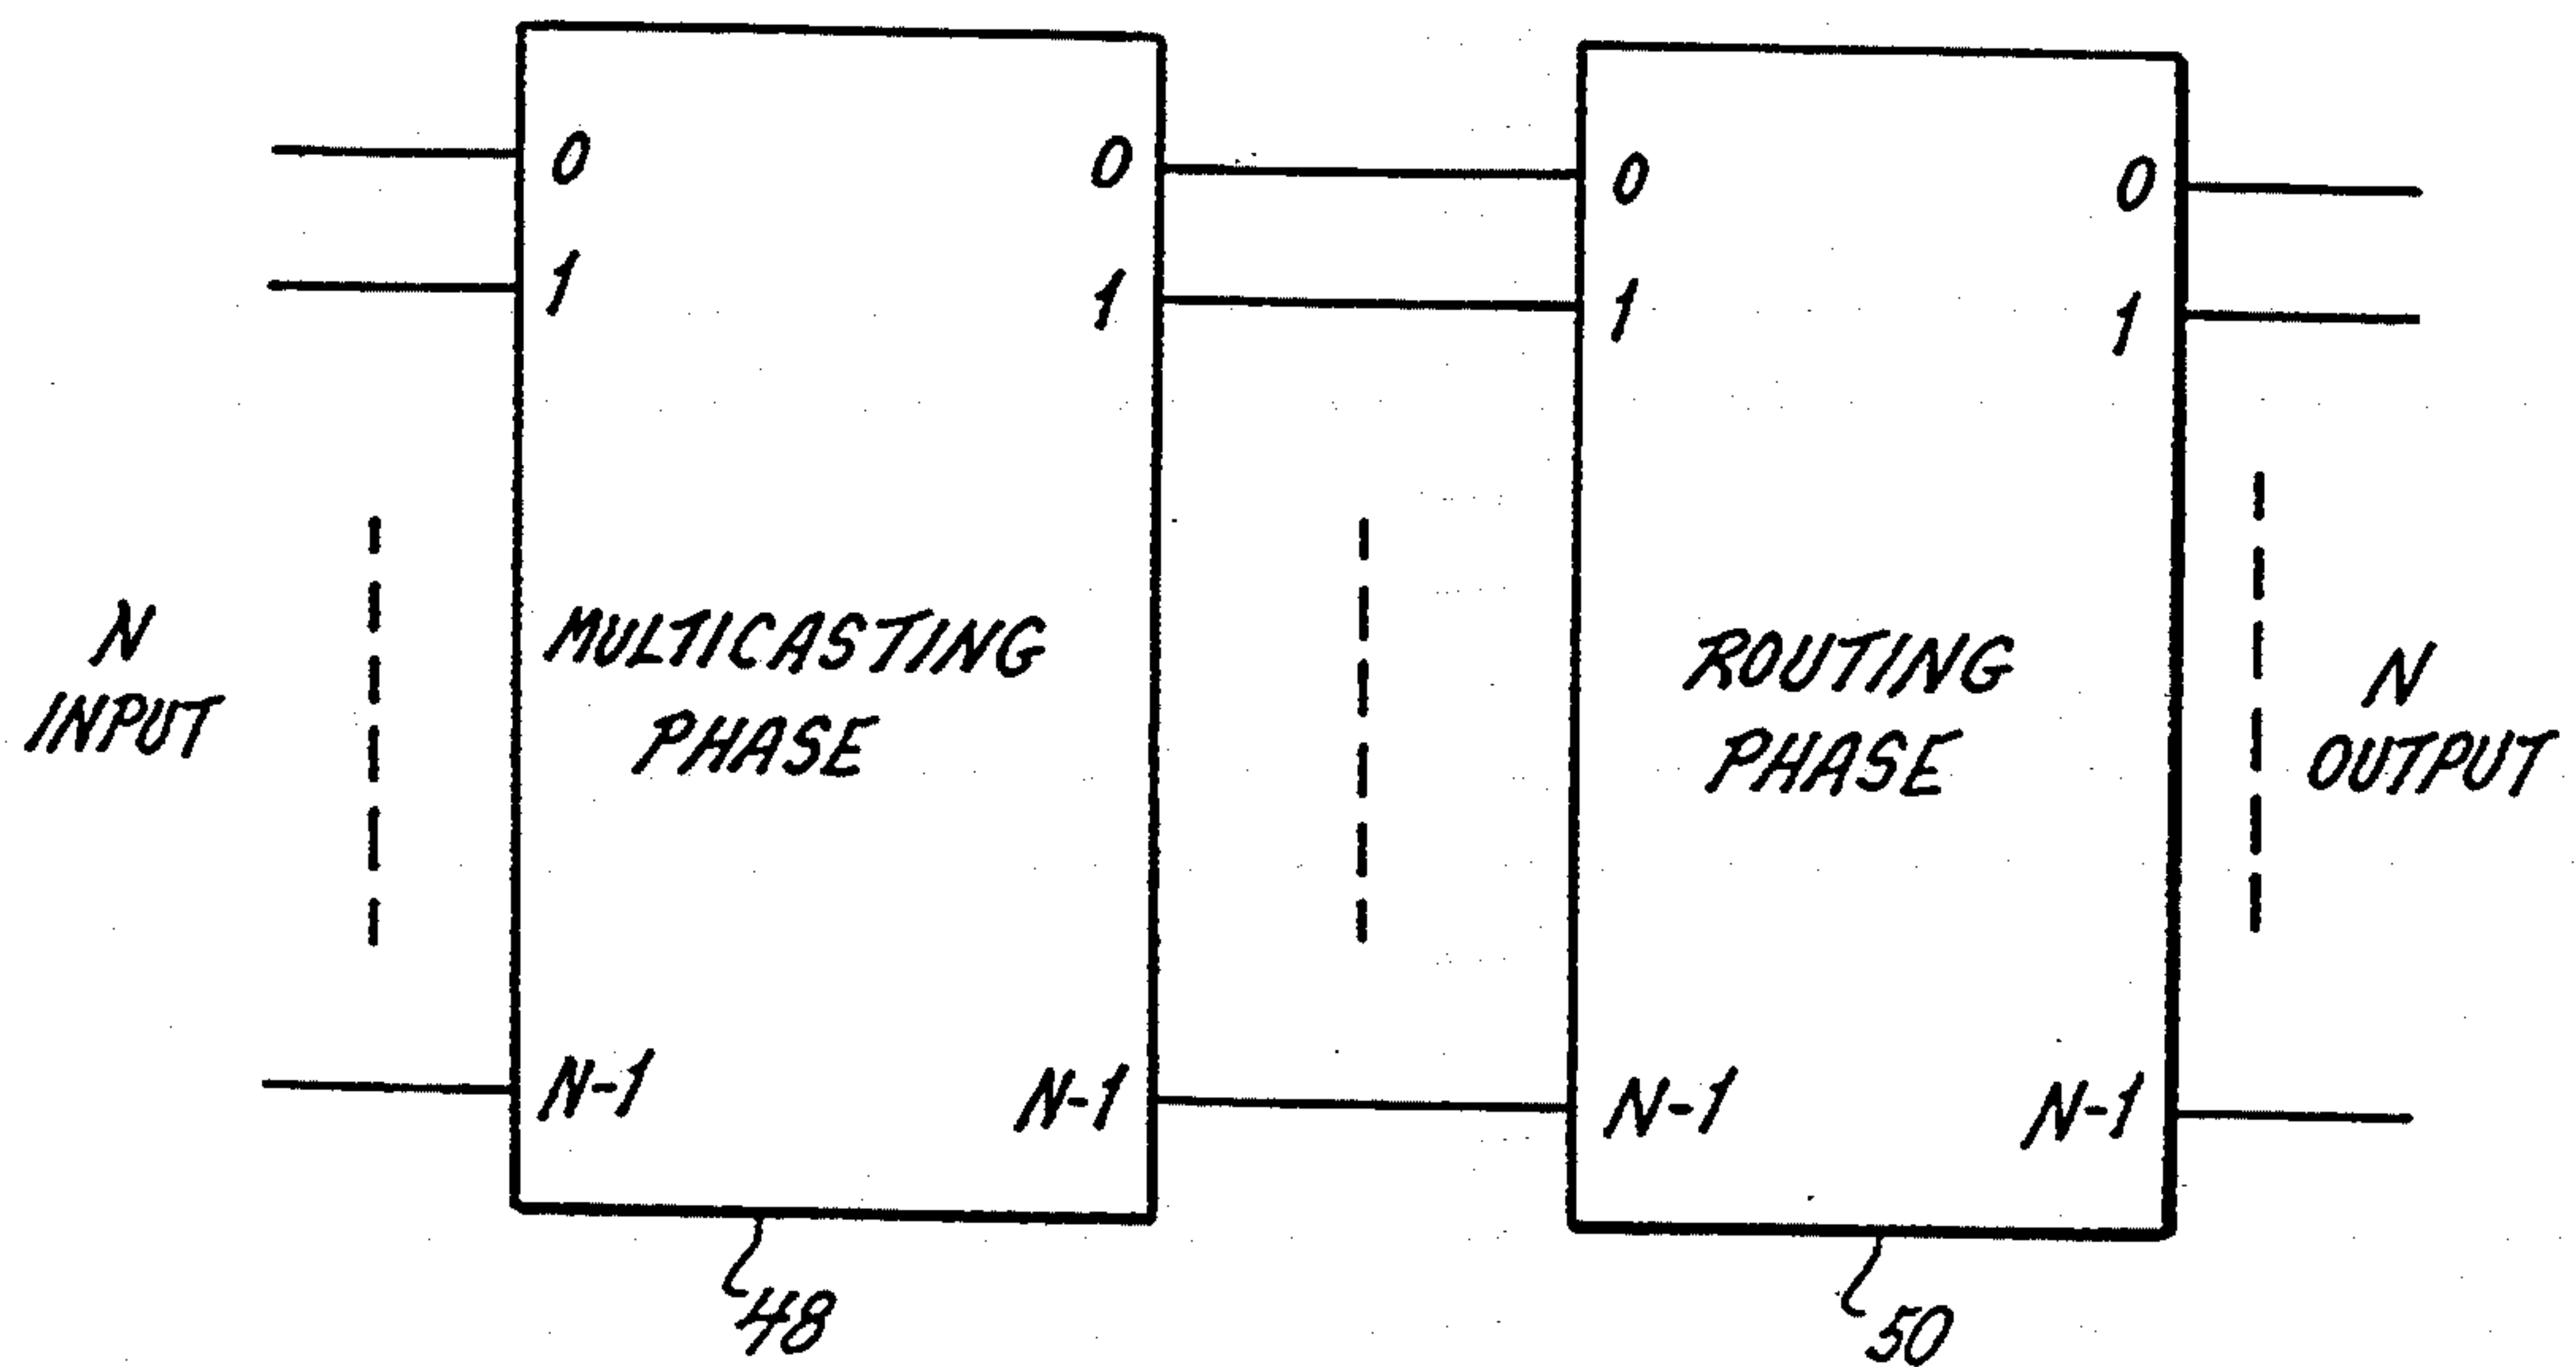 0 0 0 0
1 1 1 1
N
INPUT
MULTICASTING
PHASE
ROUTING
PHASE
N
OUTPUT
N-1 N-1 N-1 N-1
48
50